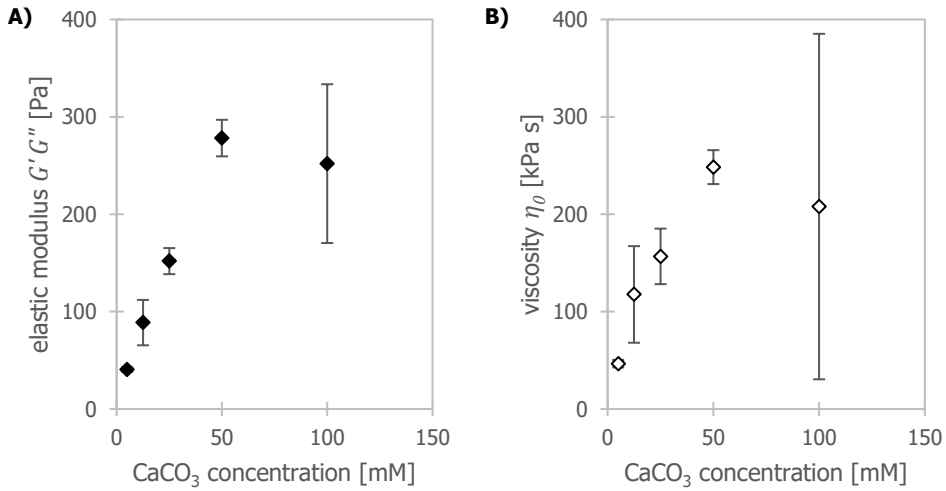 A)
elastic modulus G' G" [Pa]
400
300
200
100
0
0 50 100 150
CaCO₃ concentration [mM]
B)
viscosity η₀ [kPa s]
400
300
200
100
0
0 50 100 150
CaCO₃ concentration [mM]